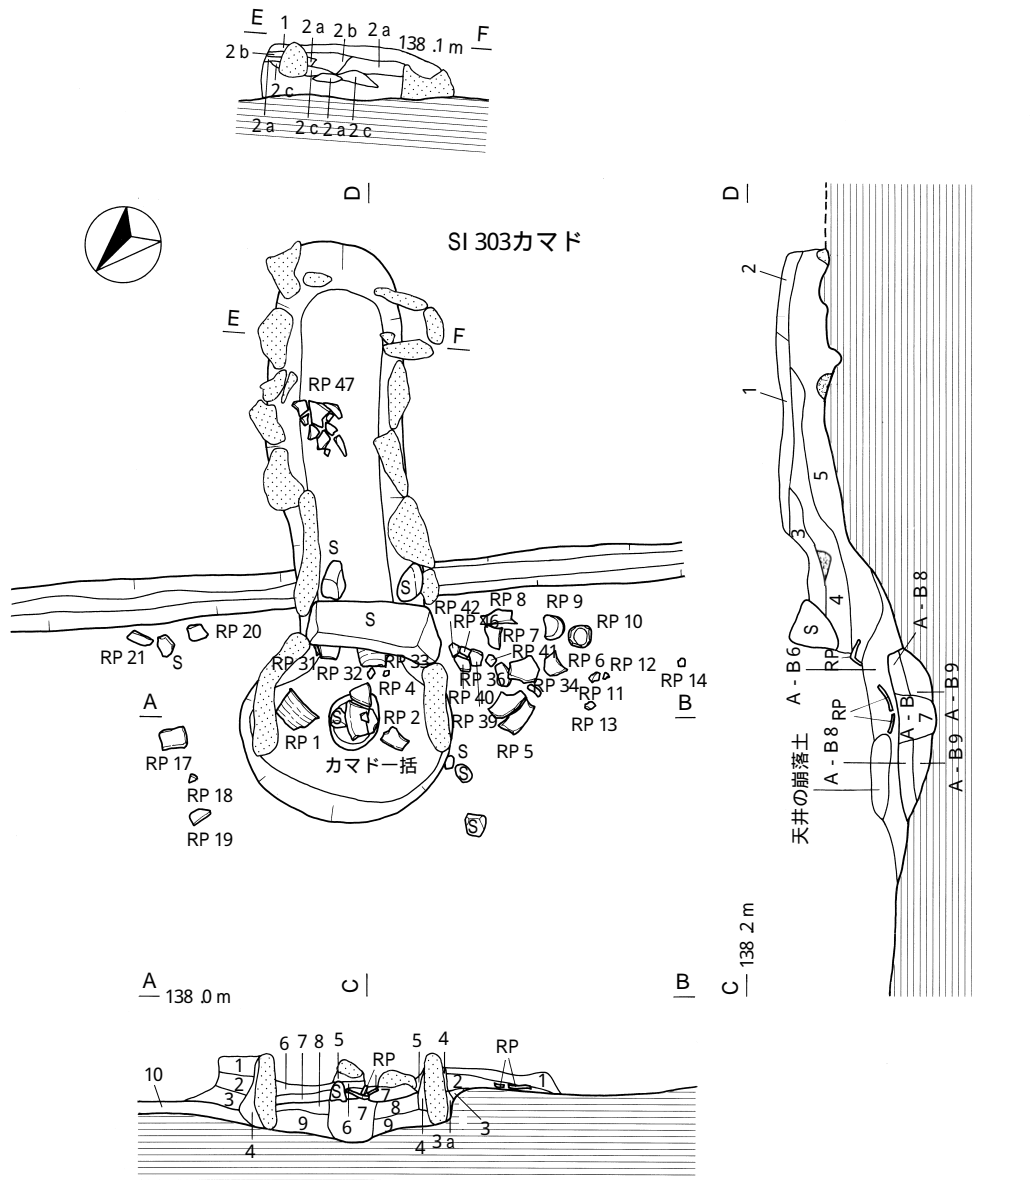 E 1 2a 2b 2a 138.1m F
2b
2c
2a 2c 2a 2c
D
D
SI 303カマド
2
E
F
1
RP 47
5
3
S
S
4
A-B8
RP 42 RP 8 RP 9
S
RP 46 RP 10
RP 20 RP 7
S
RP 21 S RP 31 RP 32 RP 33 RP 41 RP 6 RP 12
A-B6 RP
RP 4 RP 36 RP 34 RP 11 RP 14
A RP 40 B
RP 1 S RP 2 RP 39 RP 13
RP A-B 7 A-B9
RP 17 カマド一括 RP 5
S
S
A-B8 A-B9
天井の崩落土
RP 18
RP 19 S
138.2m
C
A 138.0m C B
6 7 8 5 RP 5 4 RP
10 1 2 3 S 7 2 1
9 7 8
6 9 3
4 4 3a